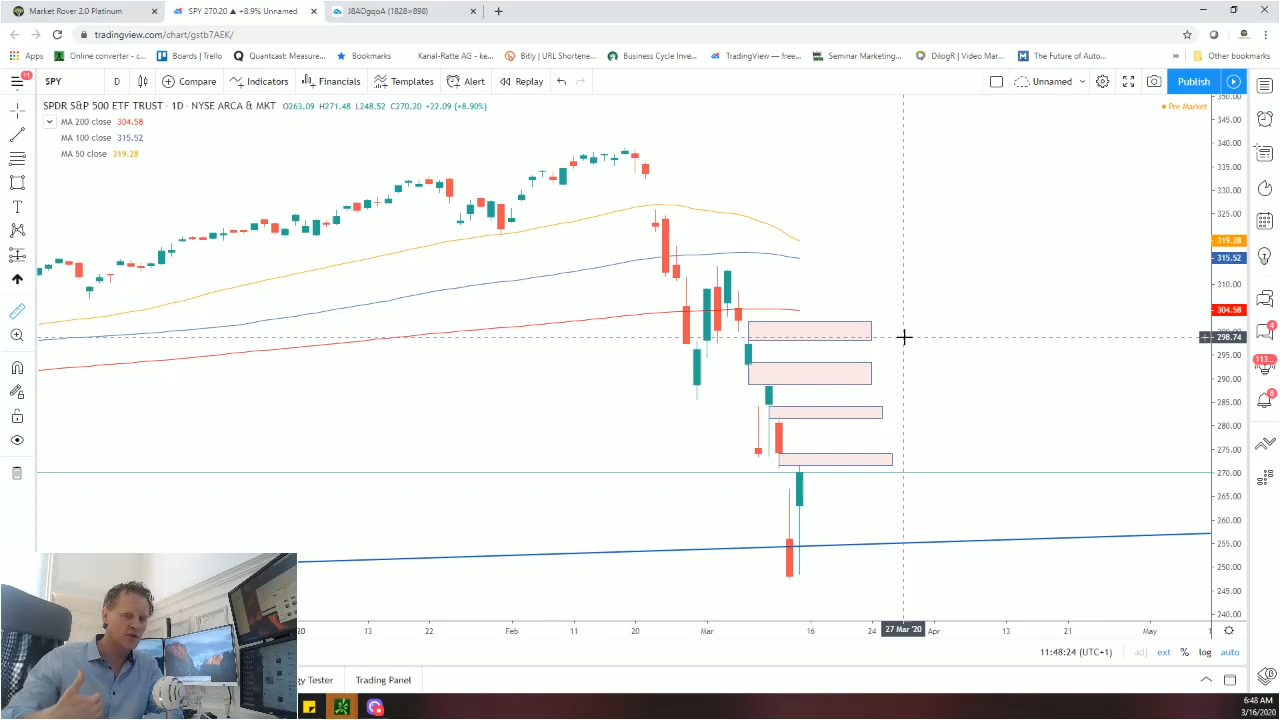 Market Rover 2.0 Platinum
SPY 270.20 ▲ +8.9% Unnamed
J8AOgqoA (1828×898)
tradingview.com/chart/gstb7AEK/
Apps
Online converter - c...
Boards | Trello
Quantcast: Measure...
Bookmarks
Kanal-Ratte AG - ke...
Bitly | URL Shortene...
Business Cycle Inve...
TradingView — free...
Seminar Marketing...
DilogR | Video Mar...
The Future of Auto...
»
Other bookmarks
11
SPY
D
Compare
Indicators
Financials
Templates
Alert
Replay
Unnamed
Publish
SPDR S&P 500 ETF TRUST · 1D · NYSE ARCA & MKT O263.09 H271.48 L248.52 C270.20 +22.09 (+8.90%)
Pre Market
MA 200 close 304.58
MA 100 close 315.52
MA 50 close 319.28
350.00
345.00
340.00
335.00
330.00
325.00
319.28
315.52
310.00
304.58
300.00
298.74
295.00
290.00
285.00
280.00
275.00
270.00
265.00
260.00
255.00
250.00
245.00
240.00
4
113...
8
20
13
22
Feb
11
20
Mar
16
24
27 Mar '20
Apr
13
21
May
11:48:24 (UTC+1)
adj
ext
%
log
auto
gy Tester
Trading Panel
6:48 AM
3/16/2020